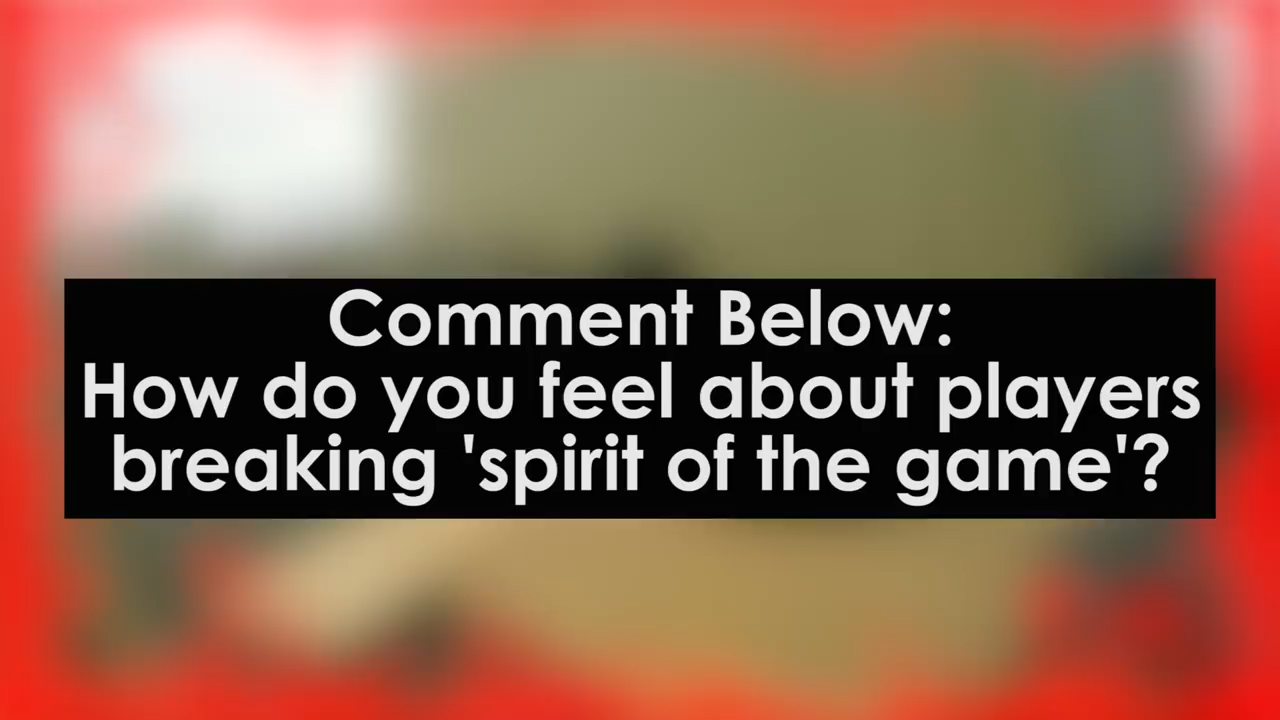 Comment Below:
How do you feel about players
breaking 'spirit of the game'?